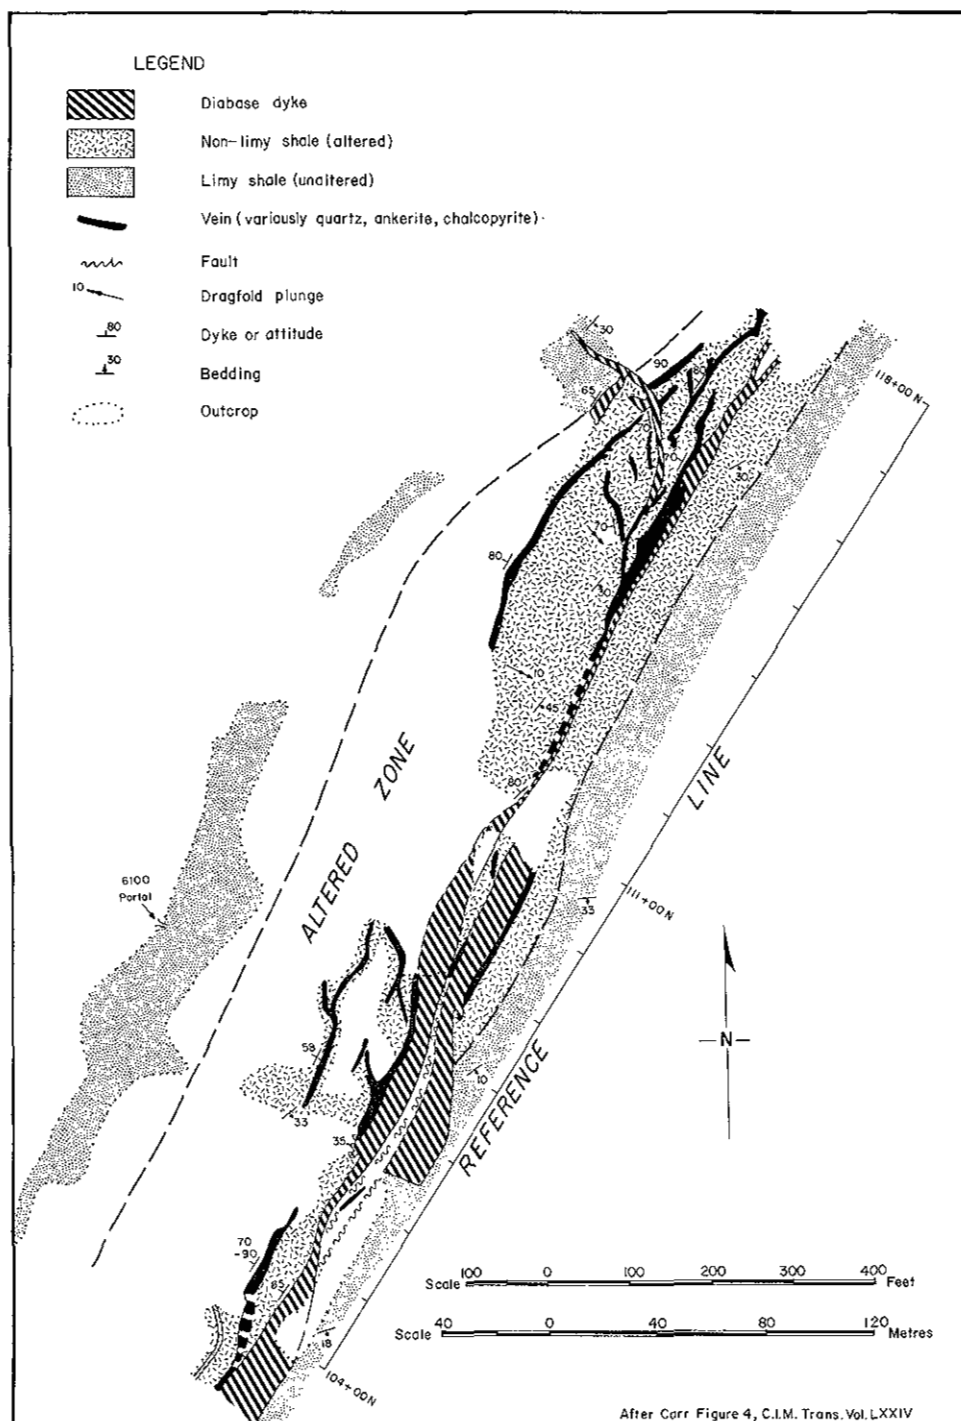 LEGEND
Diabase dyke
Non-limy shale (altered)
Limy shale (unaltered)
Vein (variously quartz, ankerite, chalcopyrite)
Fault
10
Dragfold plunge
80
Dyke or attitude
30
Bedding
Outcrop
30
90
80
65
118+00 N
70
30
70
80
10
45
80
ALTERED ZONE
REFERENCE LINE
6100
Portal
111+00 N
33
N
58
10
33
35
70
-90
85
18
104+00N
Scale 100 0 100 200 300 400 Feet
Scale 40 0 40 80 120 Metres
After Carr Figure 4, C.I.M. Trans. Vol. LXXIV